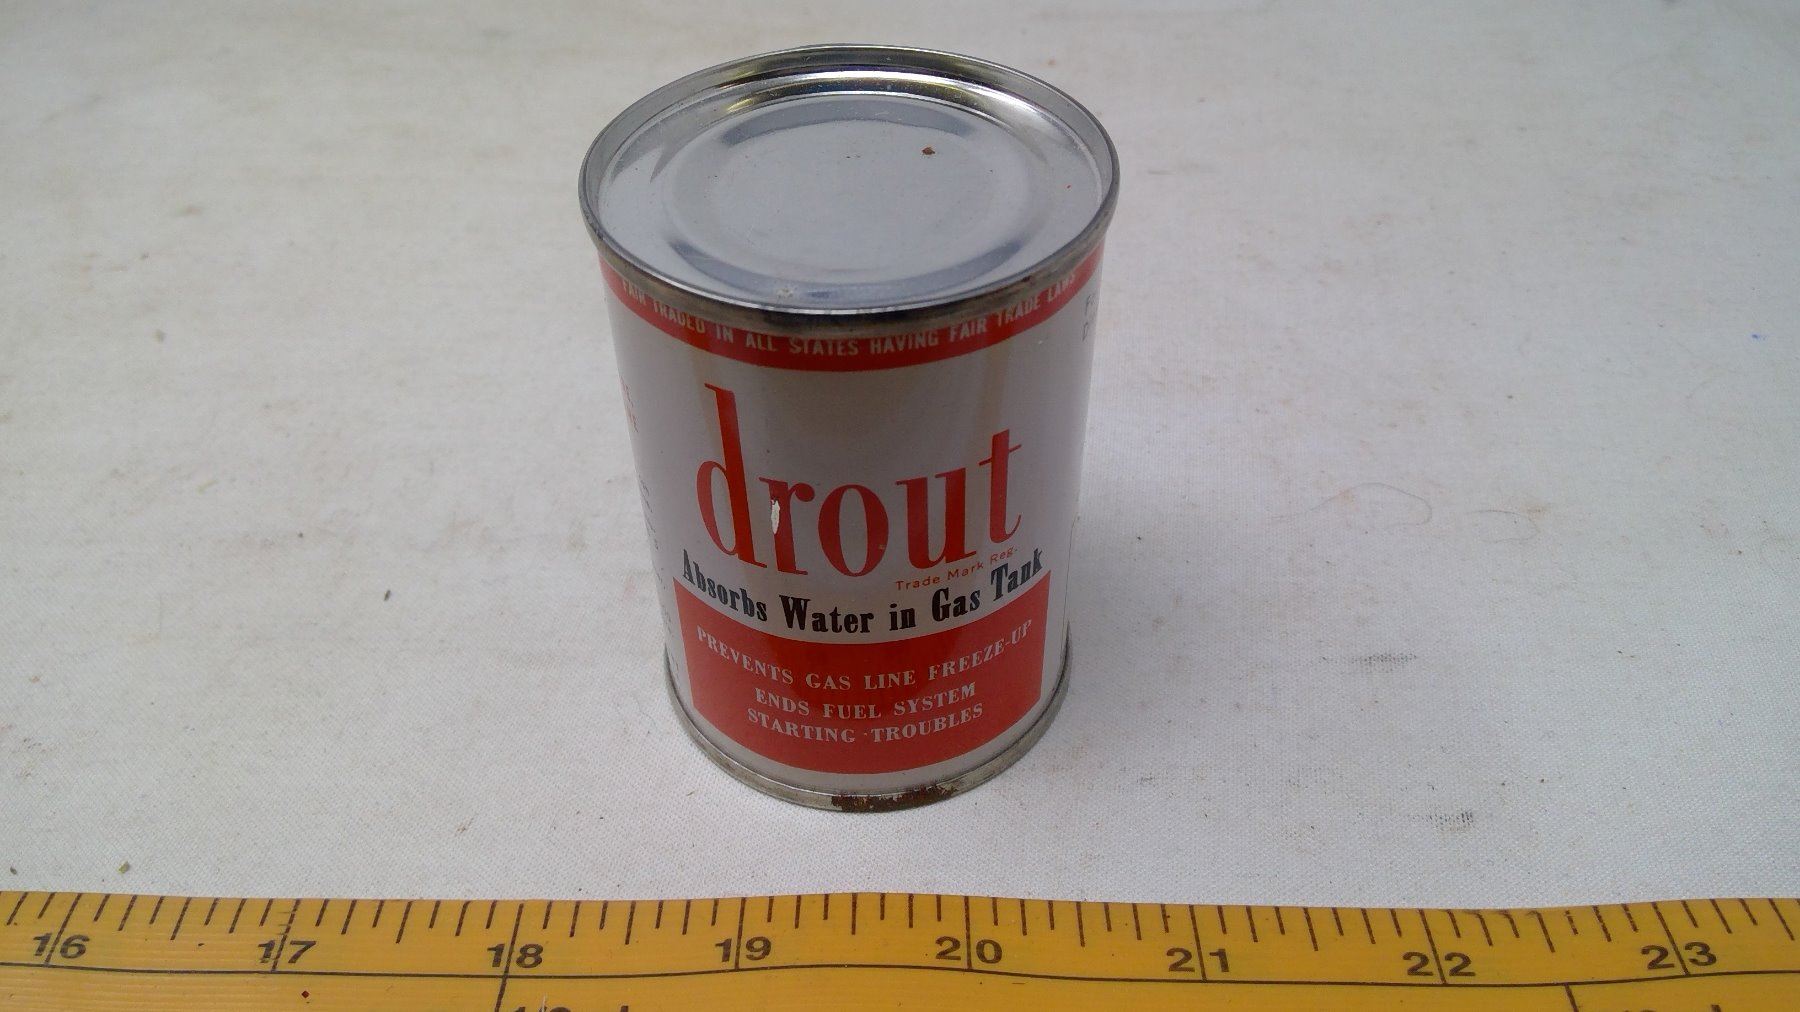 FAIR TRADED IN ALL STATES HAVING FAIR TRADE LAWS
drout
Trade Mark Reg.
Absorbs Water in Gas Tank
PREVENTS GAS LINE FREEZE-UP
ENDS FUEL SYSTEM
STARTING TROUBLES
16 17 18 19 20 21 22 23